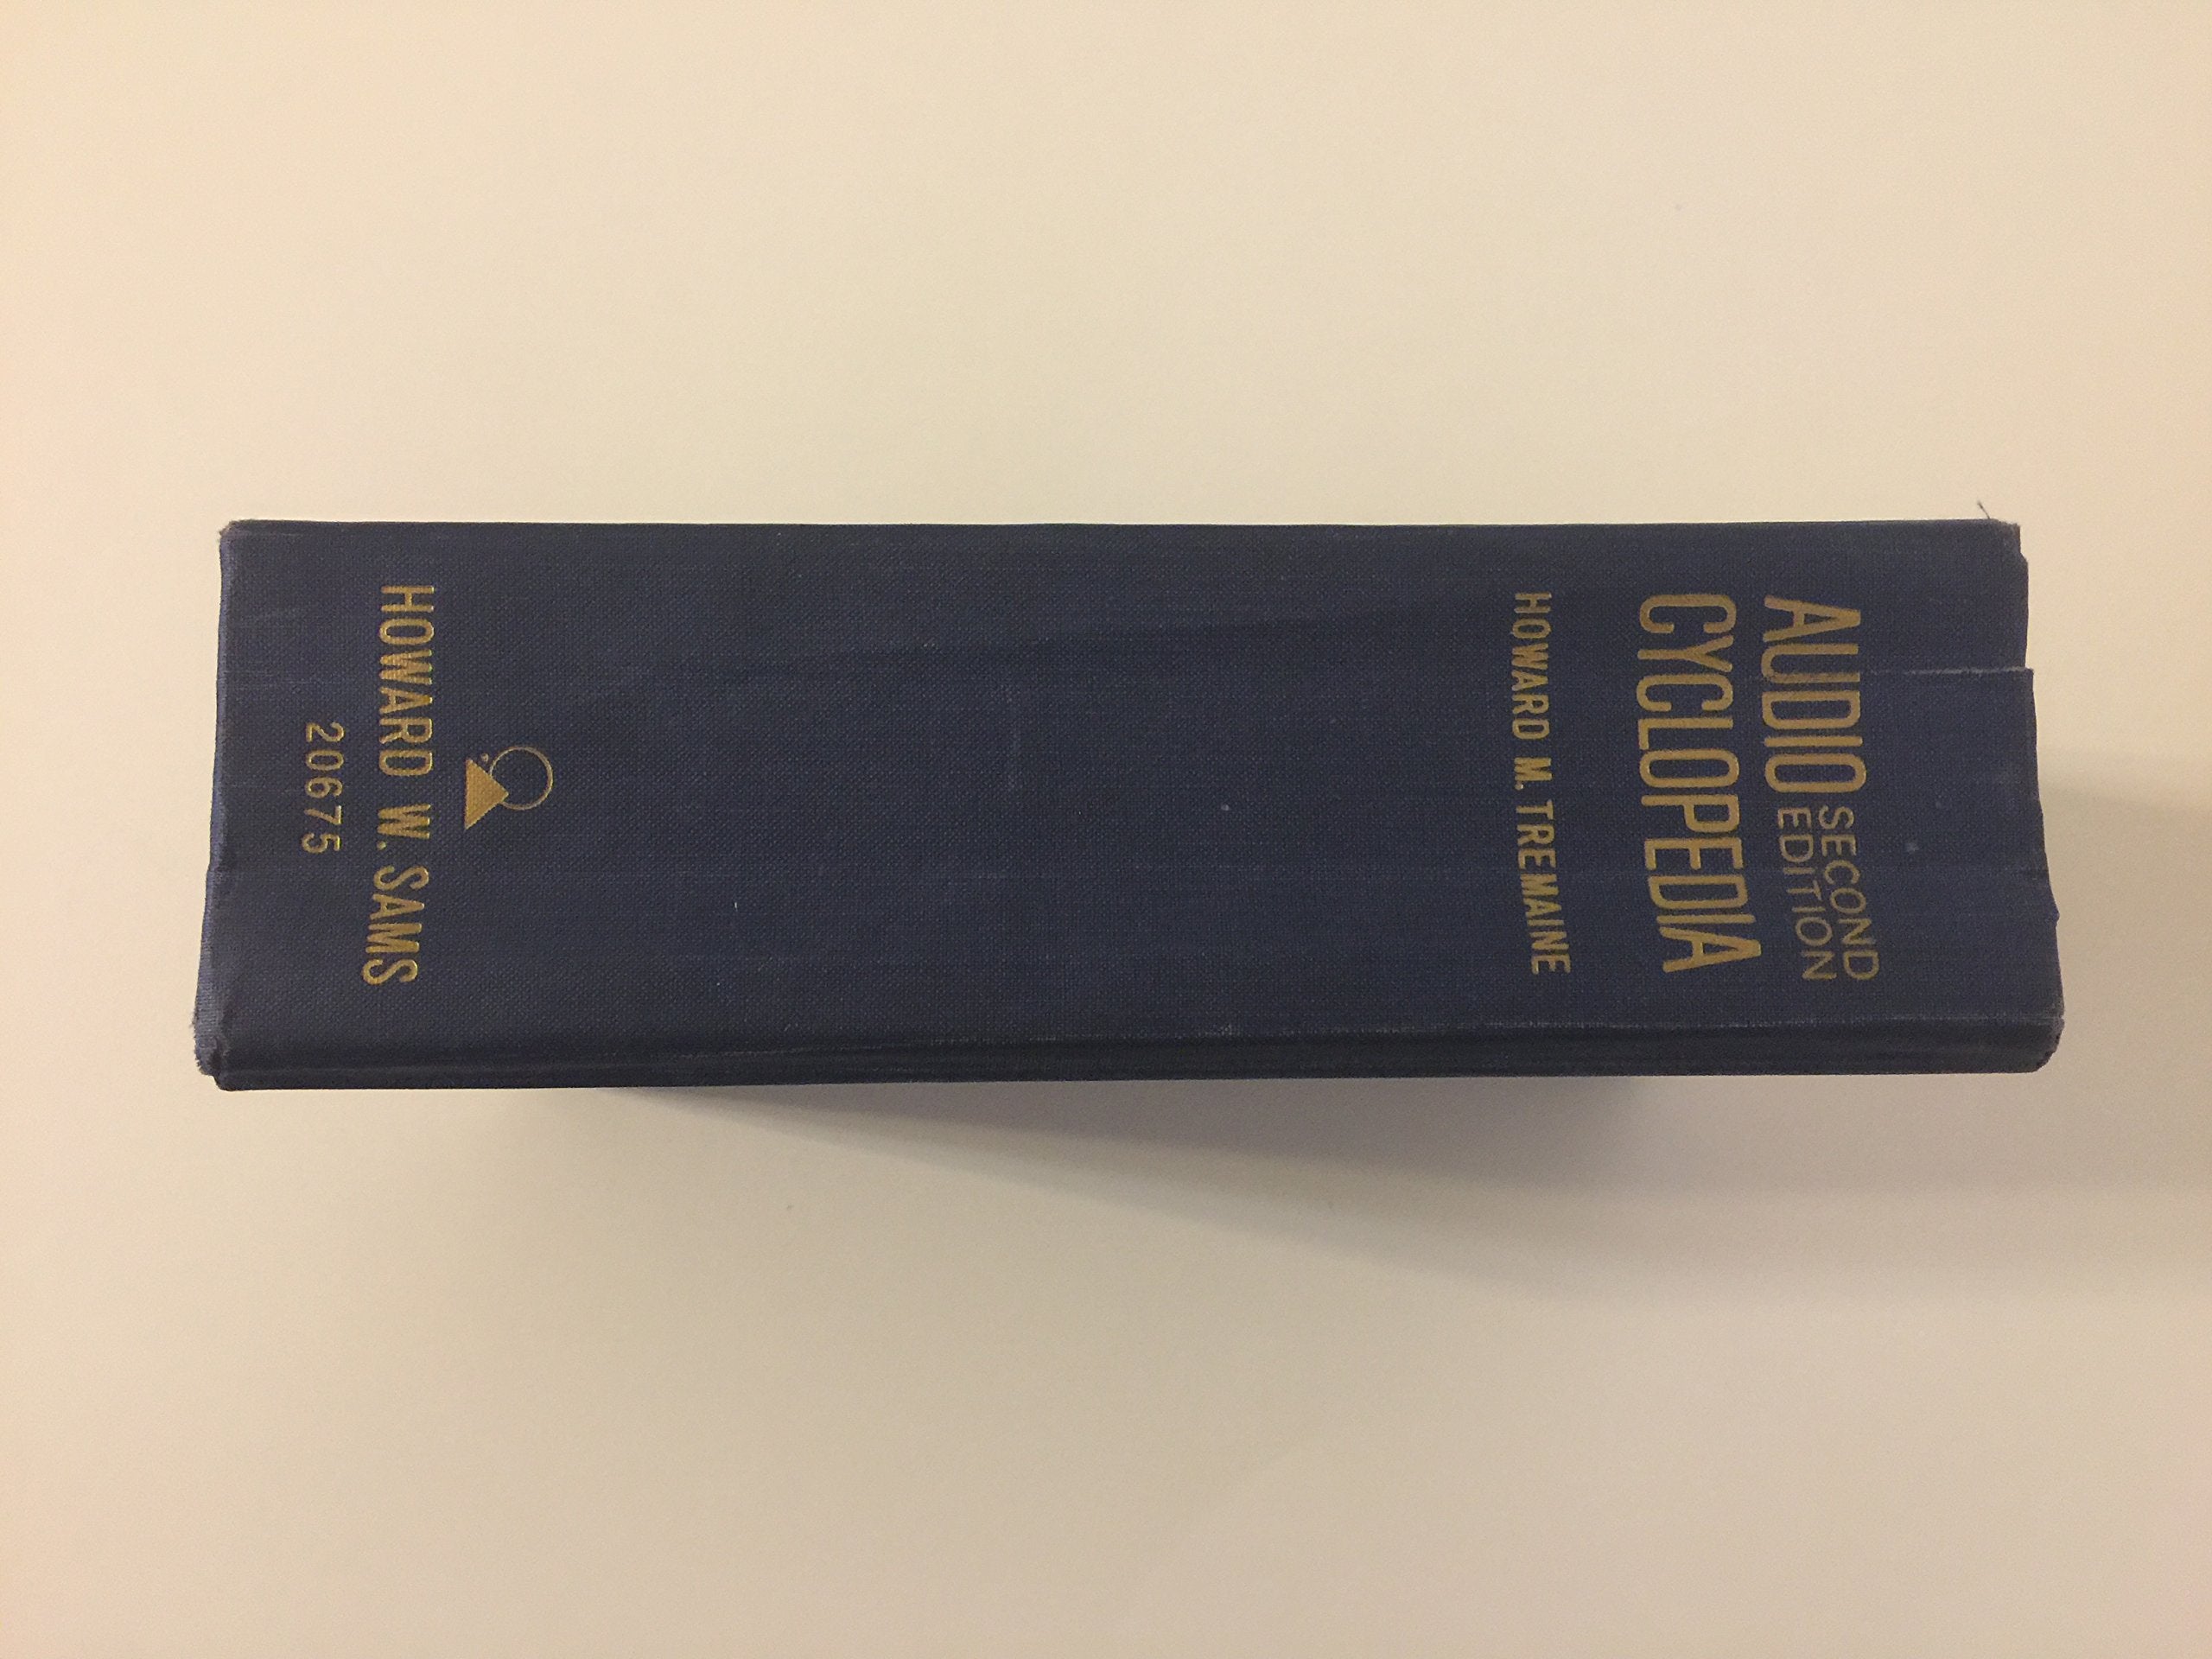 AUDIO SECOND EDITION
CYCLOPEDIA
HOWARD M. TREMAINE
HOWARD W. SAMS
20675